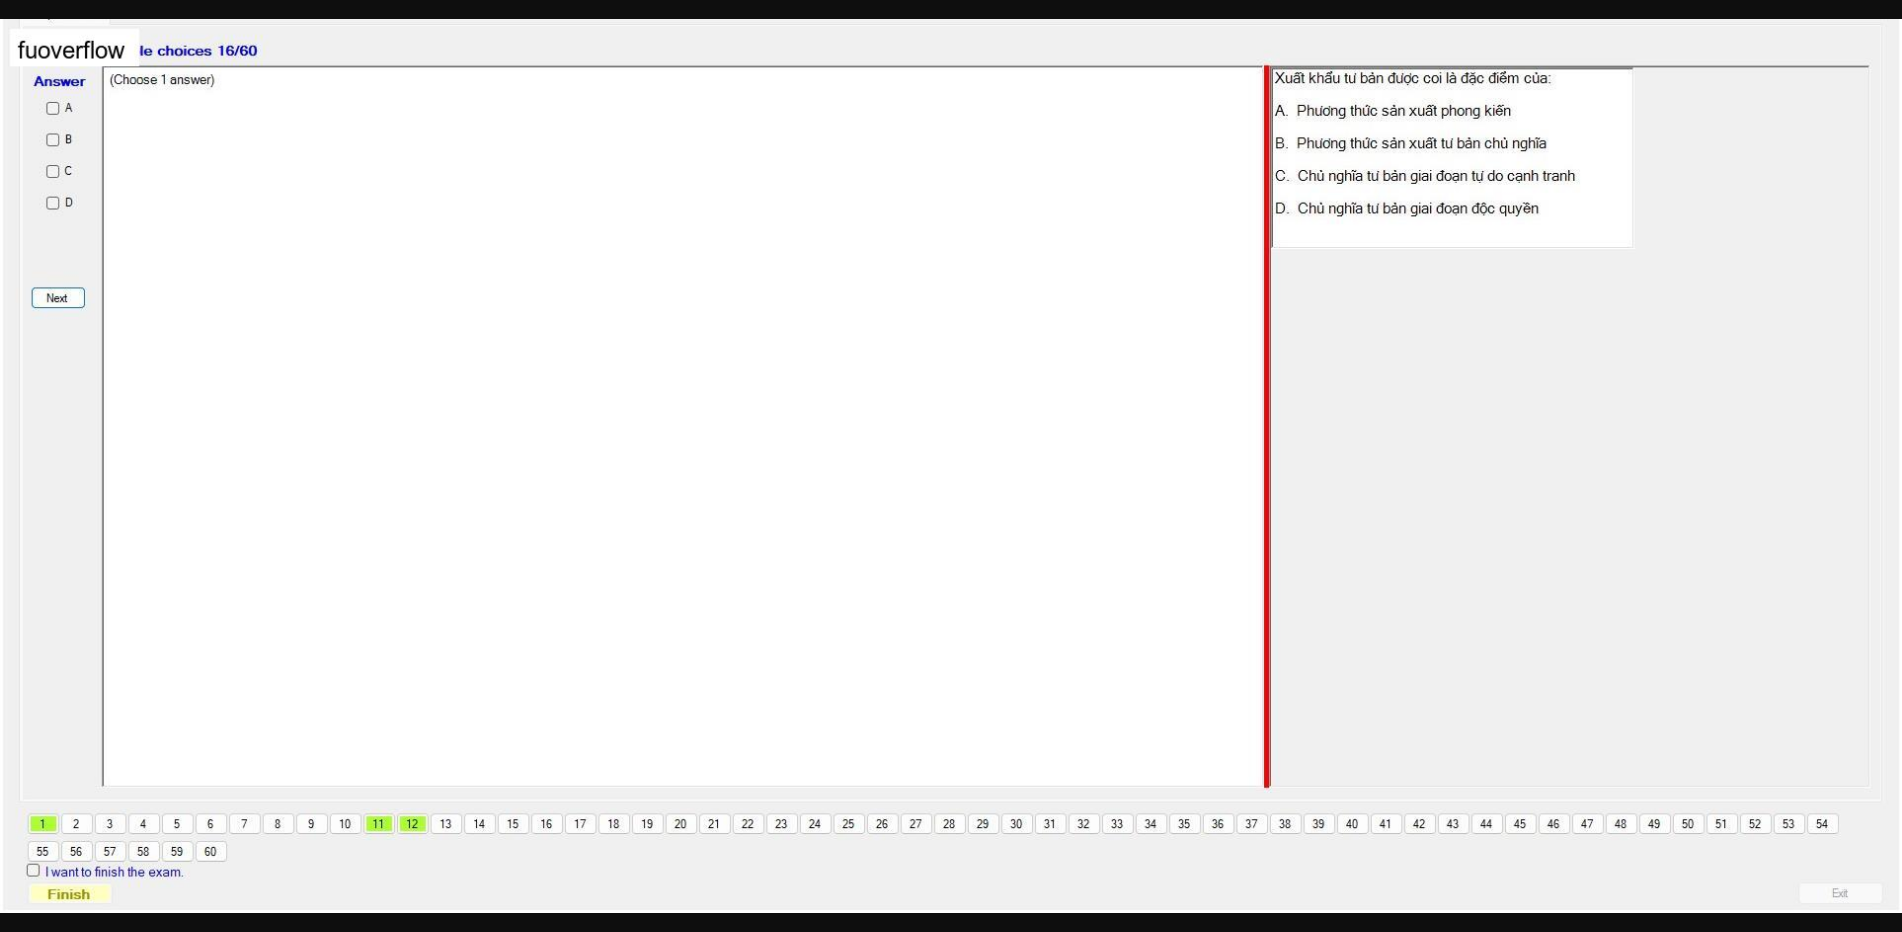 fuoverflow le choices 16/60
Answer
(Choose 1 answer)
A
B
C
D
Next
Xuất khẩu tư bản được coi là đặc điểm của:
A. Phương thức sản xuất phong kiến
B. Phương thức sản xuất tư bản chủ nghĩa
C. Chủ nghĩa tư bản giai đoạn tự do cạnh tranh
D. Chủ nghĩa tư bản giai đoạn độc quyền
1 2 3 4 5 6 7 8 9 10 11 12 13 14 15 16 17 18 19 20 21 22 23 24 25 26 27 28 29 30 31 32 33 34 35 36 37 38 39 40 41 42 43 44 45 46 47 48 49 50 51 52 53 54
55 56 57 58 59 60
I want to finish the exam.
Finish
Exit